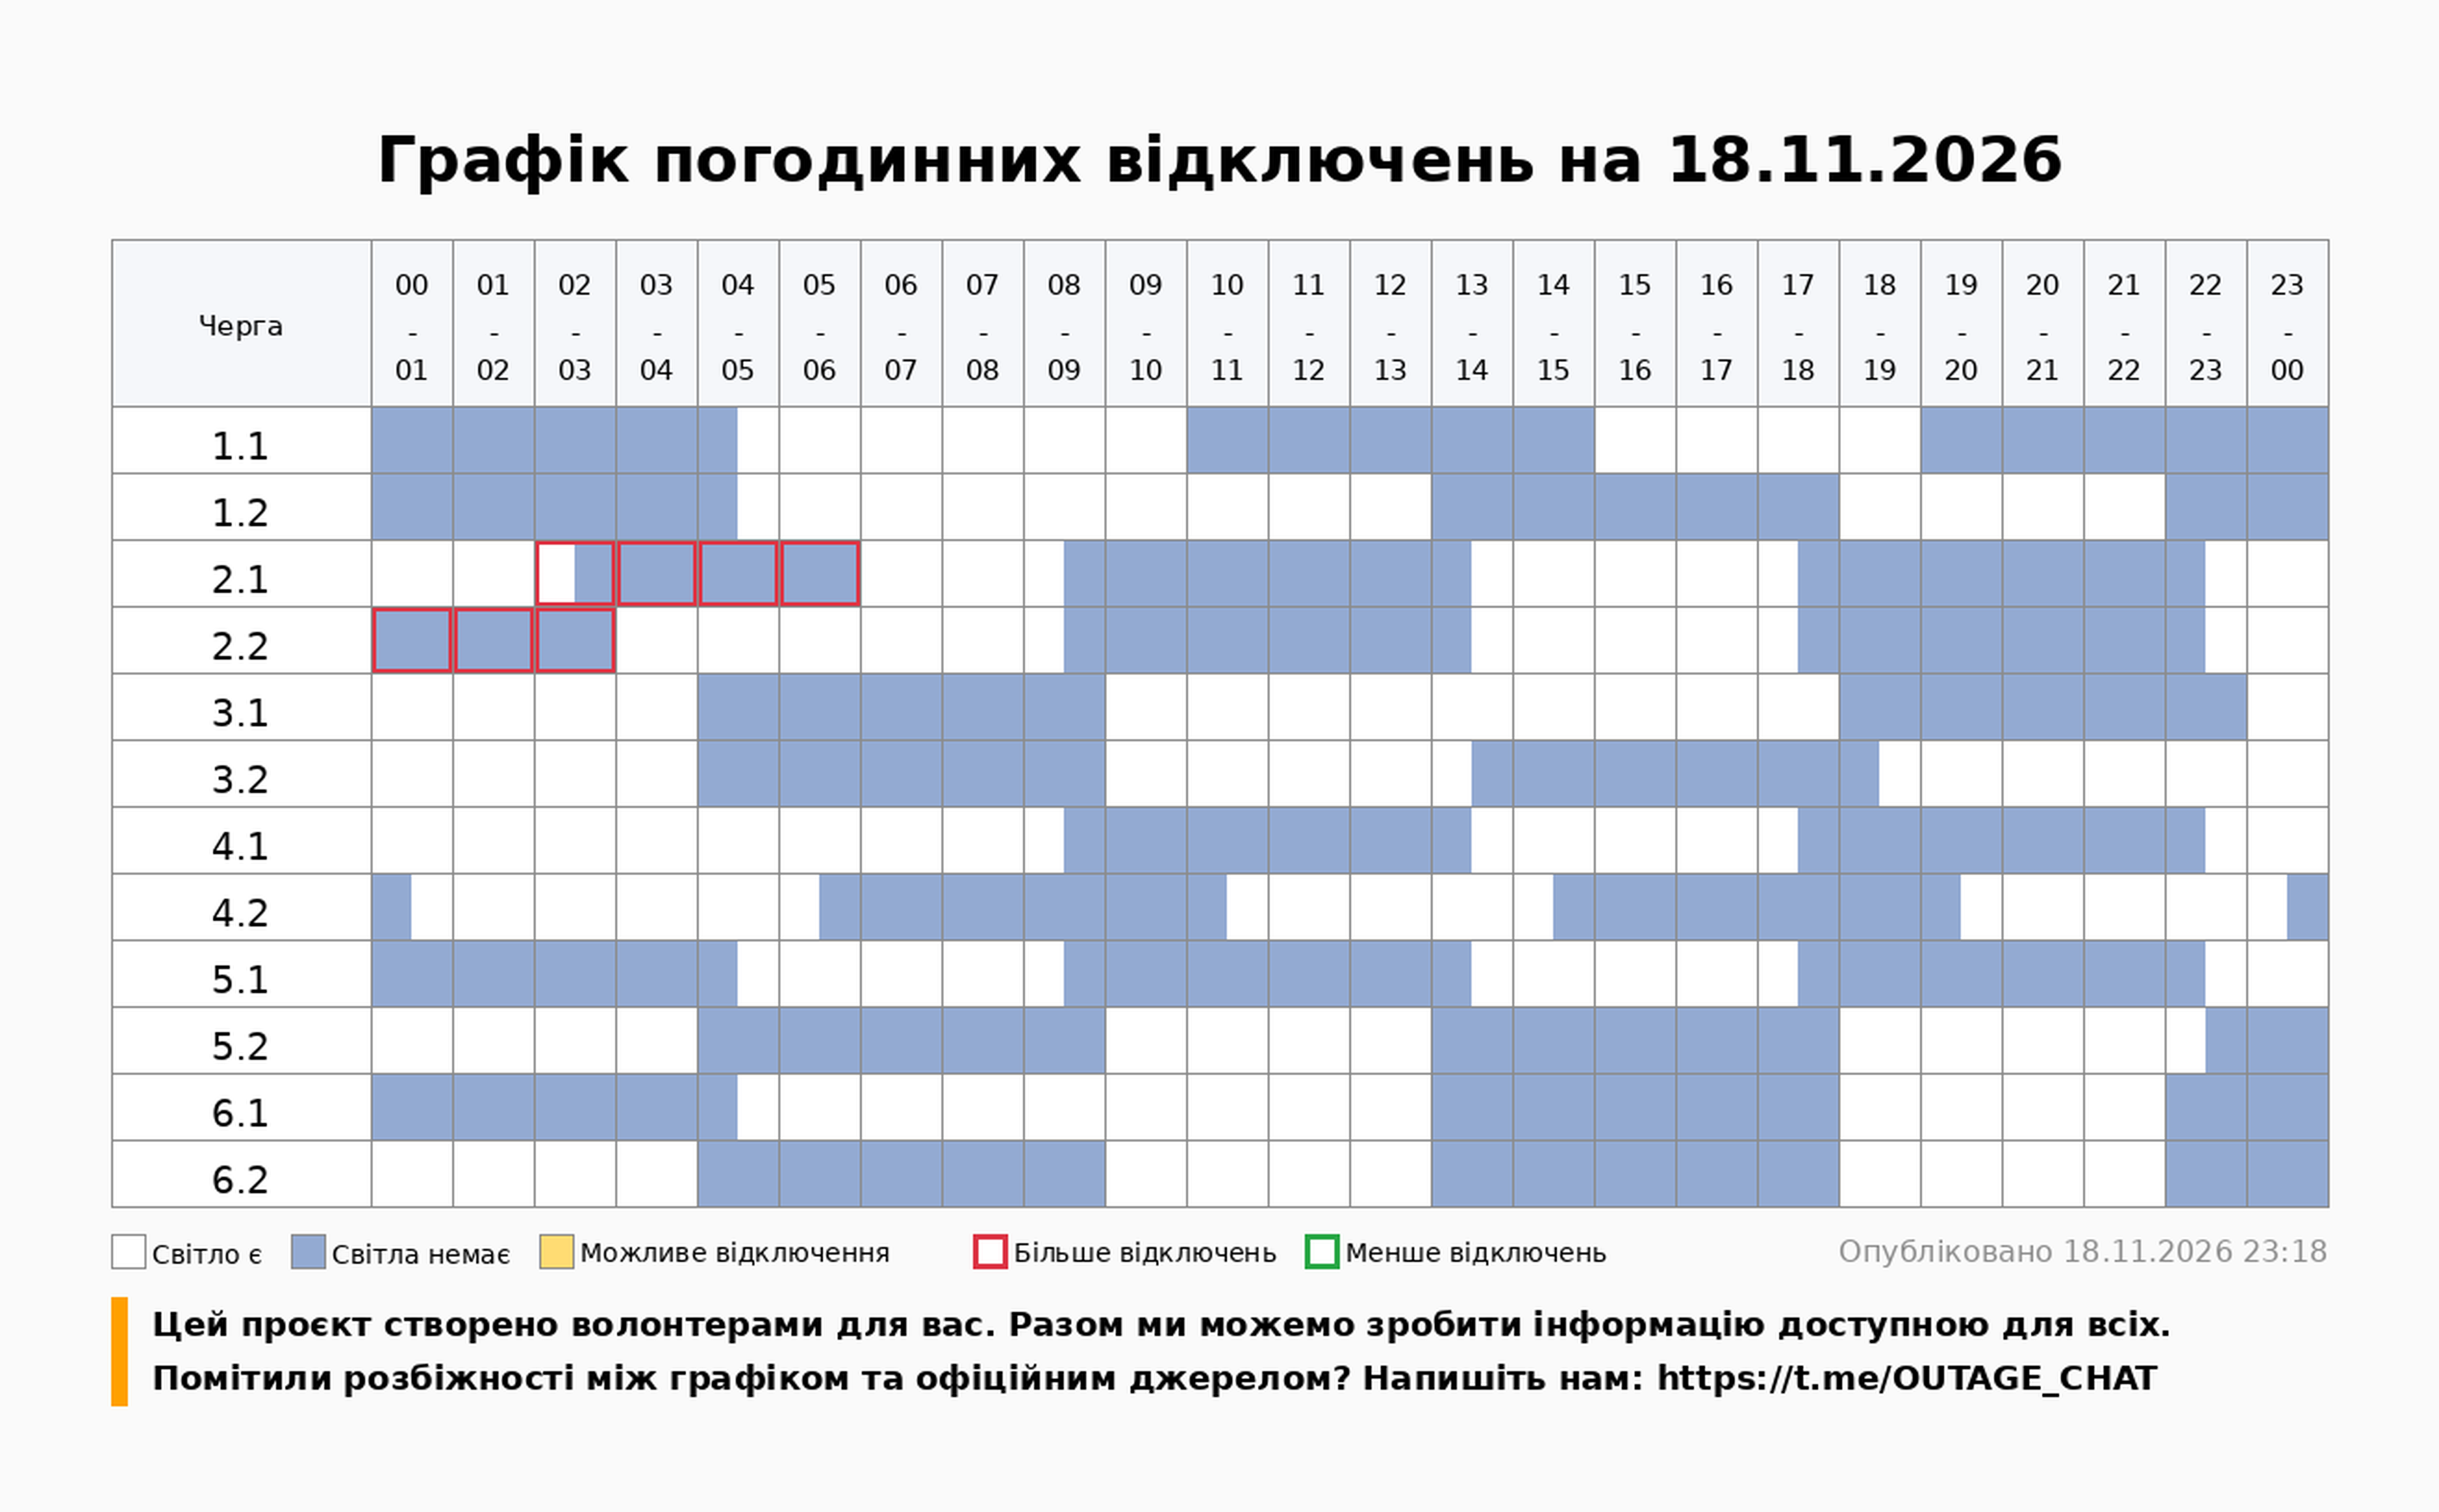 Графік погодинних відключень на 18.11.2026
Черга
00 - 01
01 - 02
02 - 03
03 - 04
04 - 05
05 - 06
06 - 07
07 - 08
08 - 09
09 - 10
10 - 11
11 - 12
12 - 13
13 - 14
14 - 15
15 - 16
16 - 17
17 - 18
18 - 19
19 - 20
20 - 21
21 - 22
22 - 23
23 - 00
1.1
1.2
2.1
2.2
3.1
3.2
4.1
4.2
5.1
5.2
6.1
6.2
Світло є
Світла немає
Можливе відключення
Більше відключень
Менше відключень
Опубліковано 18.11.2026 23:18
Цей проєкт створено волонтерами для вас. Разом ми можемо зробити інформацію доступною для всіх.
Помітили розбіжності між графіком та офіційним джерелом? Напишіть нам: https://t.me/OUTAGE_CHAT